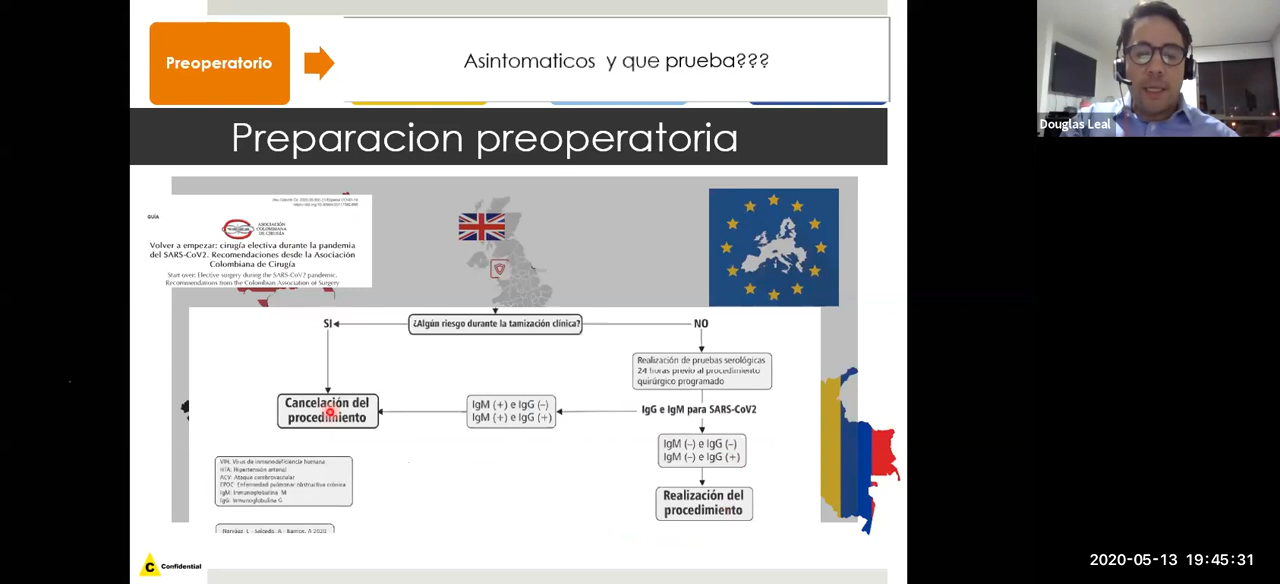 Preoperatorio
Asintomaticos y que prueba???
Douglas Leal
Preparacion preoperatoria
GUÍA
ASOCIACIÓN
COLOMBIANA
DE CIRUGÍA
Volver a empezar: cirugía electiva durante la pandemia
del SARS-CoV2. Recomendaciones desde la Asociación
Colombiana de Cirugía
Start over: Elective surgery during the SARS-CoV2 pandemic.
Recommendations from the Colombian Association of Surgery
SI
¿Algún riesgo durante la tamización clínica?
NO
Realización de pruebas serológicas
24 horas previo al procedimiento
quirúrgico programado
Cancelación del
procedimiento
IgM (+) e IgG (–)
IgM (+) e IgG (+)
IgG e IgM para SARS-CoV2
IgM (–) e IgG (–)
IgM (–) e IgG (+)
VIH: Virus de inmunodeficiencia humana
HTA: Hipertensión arterial
ACV: Ataque cerebrovascular
EPOC: Enfermedad pulmonar obstructiva crónica
IgM: Inmunoglobulina M
IgG: Inmunoglobulina G
Realización del
procedimiento
Narváez, L - Salcedo, A - Ramos, A 2020
C Confidential
2020-05-13 19:45:31